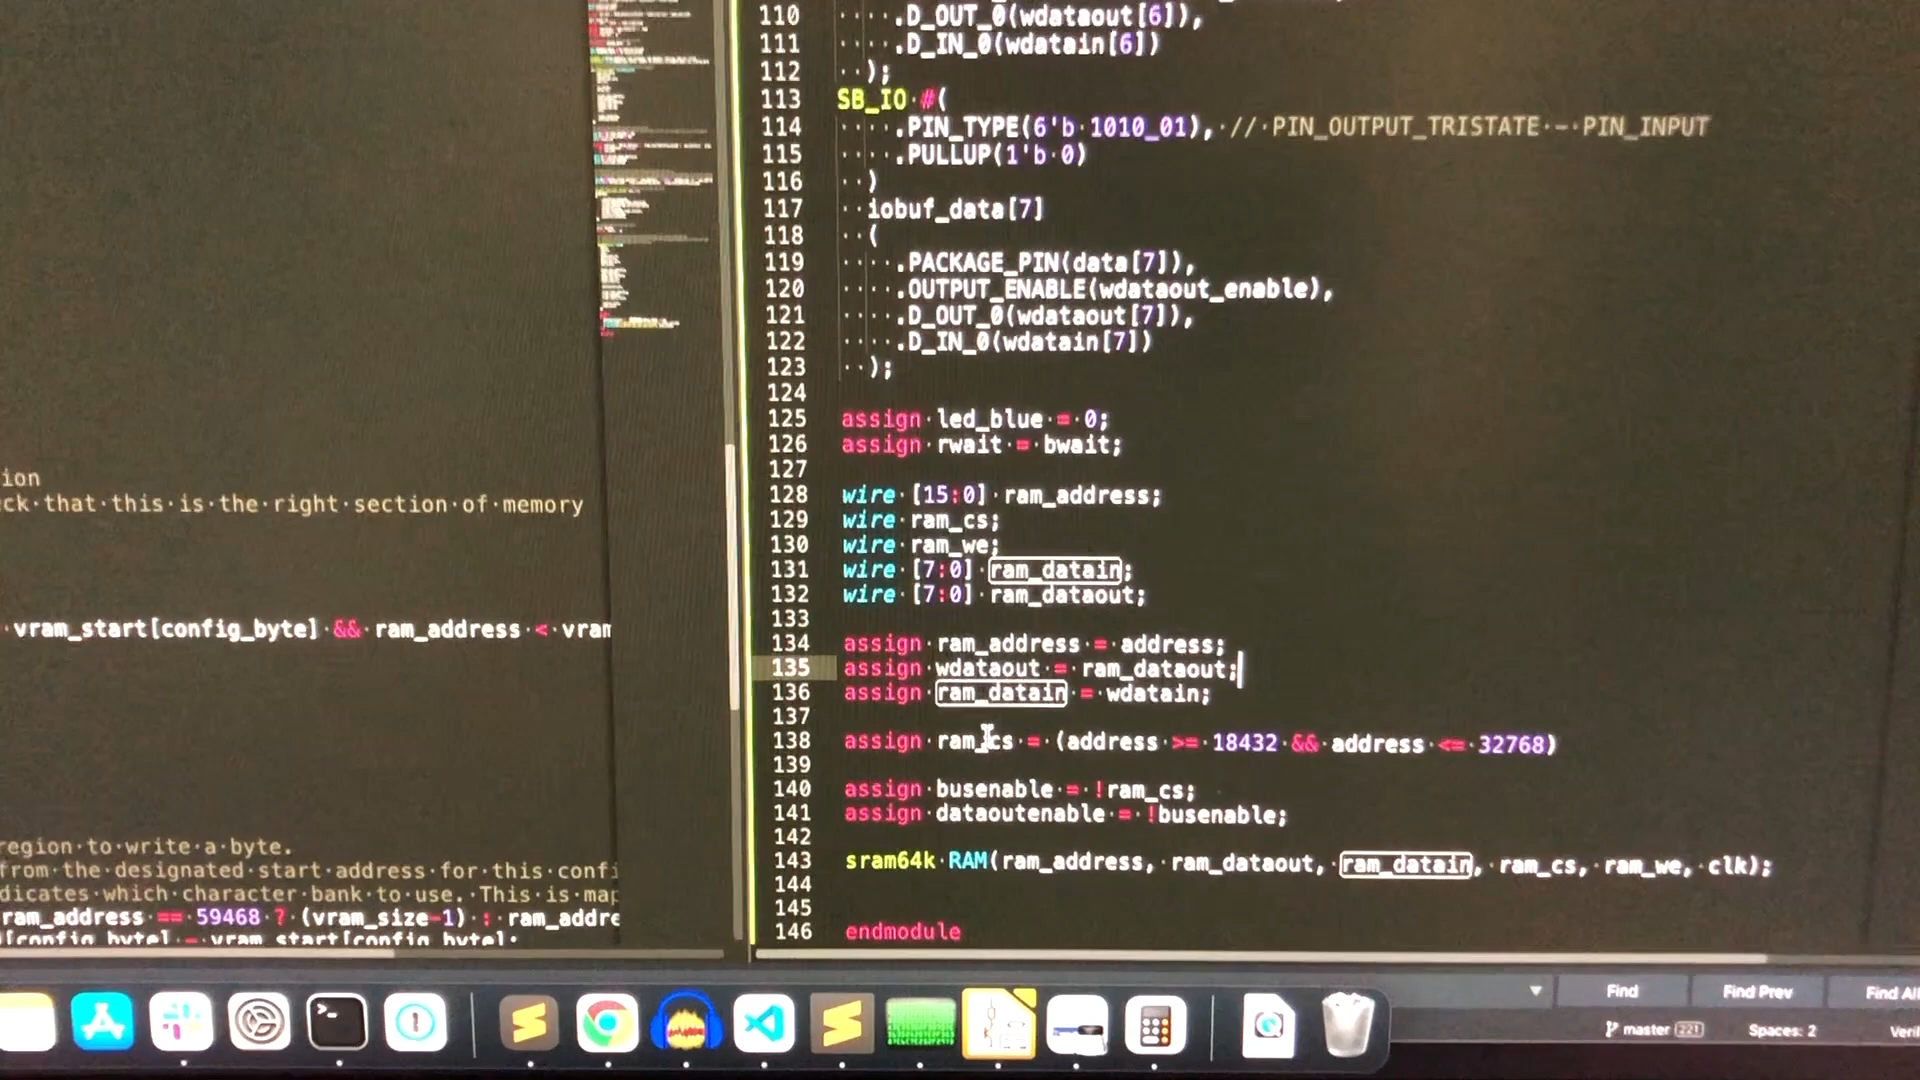 ion
ck·that·this·is·the·right·section·of·memory
·vram_start[config_byte]·&&·ram_address·<·vram
region·to·write·a·byte.
from·the·designated·start·address·for·this·confi
dicates·which·character·bank·to·use.·This·is·map
ram_address·==·59468·?·(vram_size-1)·:·ram_addre
[config_byte]·-·vram_start[config_byte];
110 ····.D_OUT_0(wdataout[6]),
111 ····.D_IN_0(wdatain[6])
112 ··);
113 SB_IO·#(
114 ····.PIN_TYPE(6'b·1010_01),·//·PIN_OUTPUT_TRISTATE·-·PIN_INPUT
115 ····.PULLUP(1'b·0)
116 ··)
117 ··iobuf_data[7]
118 ··(
119 ····.PACKAGE_PIN(data[7]),
120 ····.OUTPUT_ENABLE(wdataout_enable),
121 ····.D_OUT_0(wdataout[7]),
122 ····.D_IN_0(wdatain[7])
123 ··);
124
125 assign·led_blue·=·0;
126 assign·rwait·=·bwait;
127
128 wire·[15:0]·ram_address;
129 wire·ram_cs;
130 wire·ram_we;
131 wire·[7:0]·ram_datain;
132 wire·[7:0]·ram_dataout;
133
134 assign·ram_address·=·address;
135 assign·wdataout·=·ram_dataout;
136 assign·ram_datain·=·wdatain;
137
138 assign·ram_cs·=·(address·>=·18432·&&·address·<=·32768)
139
140 assign·busenable·=·!ram_cs;
141 assign·dataoutenable·=·!busenable;
142
143 sram64k·RAM(ram_address,·ram_dataout,·ram_datain,·ram_cs,·ram_we,·clk);
144
145
146 endmodule
Find
Find Prev
Find All
master 221
Spaces: 2
Veril